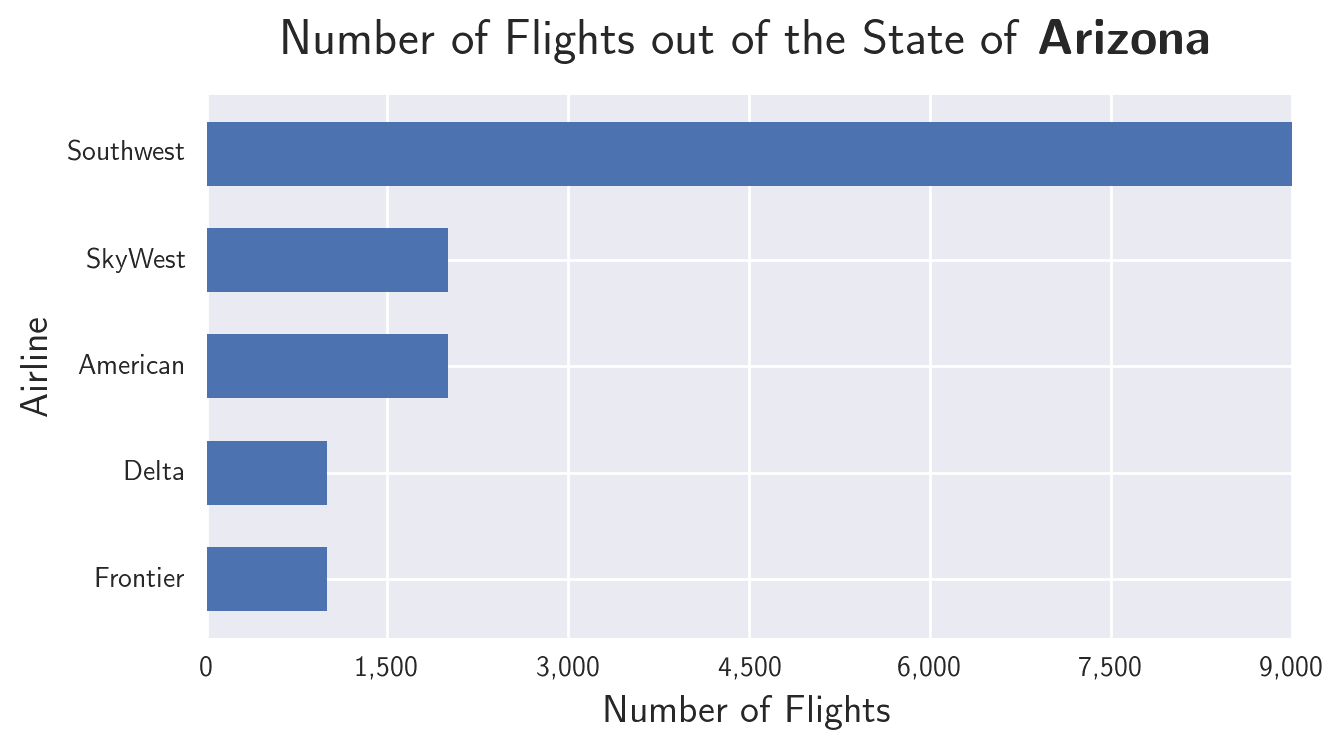 Number of Flights out of the State of Arizona
Southwest
SkyWest
American
Delta
Frontier
Airline
0 1,500 3,000 4,500 6,000 7,500 9,000
Number of Flights